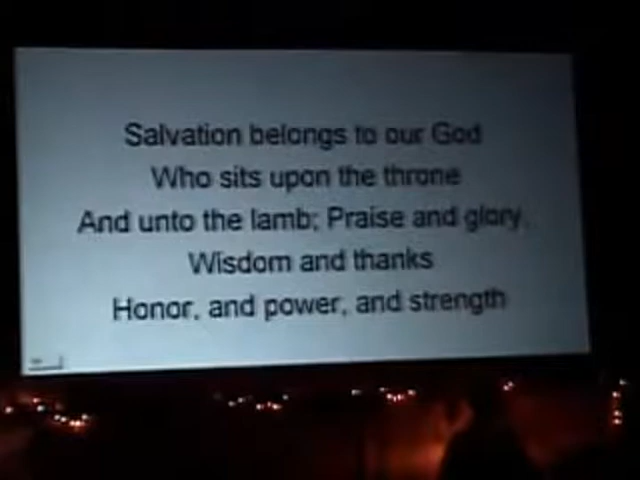 Salvation belongs to our God
Who sits upon the throne
And unto the lamb; Praise and glory,
Wisdom and thanks
Honor, and power, and strength